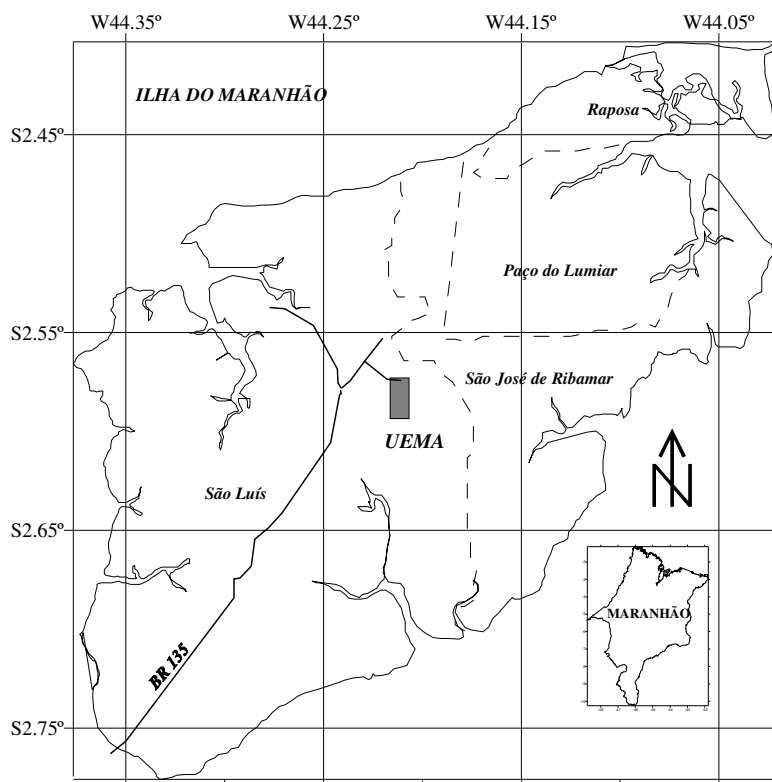 W44.35º W44.25º W44.15º W44.05º
ILHA DO MARANHÃO
Raposa
S2.45º
Paço do Lumiar
S2.55º
São José de Ribamar
UEMA
São Luís
N
S2.65º
MARANHÃO
BR 135
S2.75º